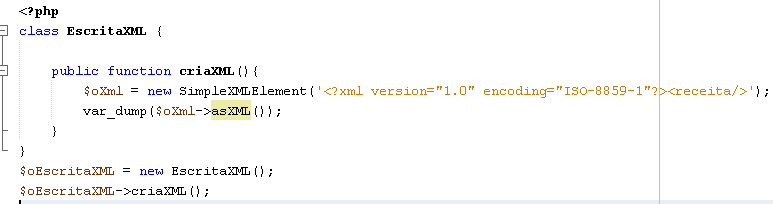 <?php
class EscritaXML {
public function criaXML(){
$oXml = new SimpleXMLElement('<?xml version="1.0" encoding="ISO-8859-1"?><receita/>');
var_dump($oXml->asXML());
}
}
$oEscritaXML = new EscritaXML();
$oEscritaXML->criaXML();